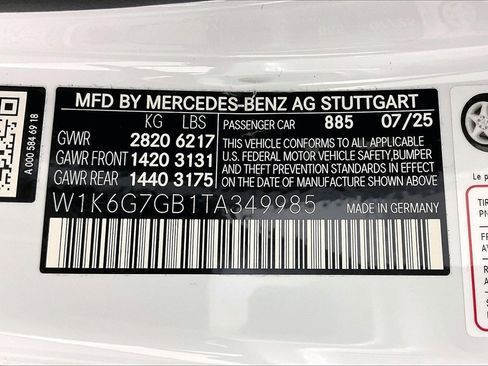 MFD BY MERCEDES-BENZ AG STUTTGART
KG LBS
GVWR 2820 6217
GAWR FRONT 1420 3131
GAWR REAR 1440 3175
PASSENGER CAR 885 07/25
THIS VEHICLE CONFORMS TO ALL APPLICABLE
U.S. FEDERAL MOTOR VEHICLE SAFETY,BUMPER
AND THEFT PREVENTION STANDARDS IN EFFECT
ON THE DATE OF MANUFACTURE SHOWN ABOVE.
W1K6G7GB1TA349985
MADE IN GERMANY
A 000 584 69 18
Le p